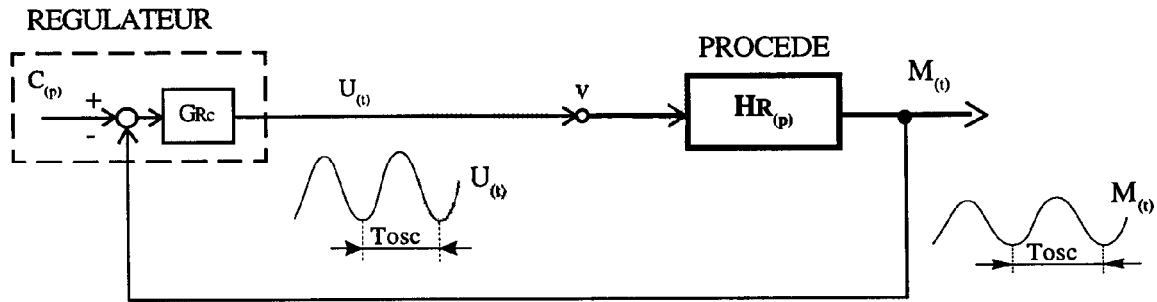 REGULATEUR
PROCEDE
C(p)
+
-
GRc
U(t)
v
HR(p)
M(t)
U(t)
Tosc
M(t)
Tosc